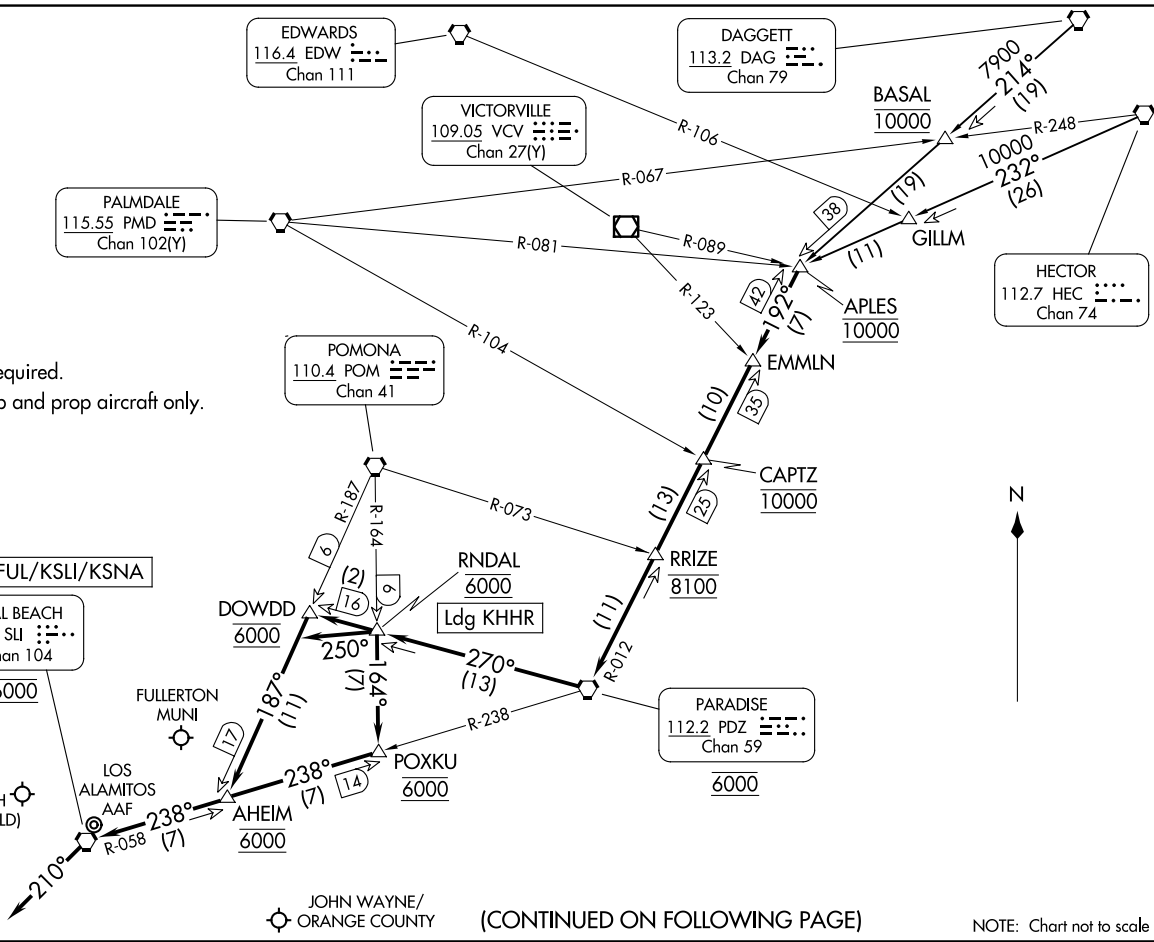 EDWARDS
116.4 EDW
Chan 111
DAGGETT
113.2 DAG
Chan 79
7900
214°
(19)
BASAL
10000
VICTORVILLE
109.05 VCV
Chan 27(Y)
R-106
R-248
10000
232°
(26)
R-067
(19)
PALMDALE
115.55 PMD
Chan 102(Y)
38
GILLM
R-081
R-089
(11)
HECTOR
112.7 HEC
Chan 74
R-123
42
192°
(7)
APLES
10000
R-104
POMONA
110.4 POM
Chan 41
EMMLN
equired.
p and prop aircraft only.
(10)
35
CAPTZ
10000
R-187
R-164
R-073
(13)
25
N
6
6
RNDAL
6000
RRIZE
8100
FUL/KSLI/KSNA
(2)
16
Ldg KHHR
DOWDD
6000
(11)
AL BEACH
SLI
han 104
6000
250°
270°
(13)
R-012
164°
(7)
187°
(11)
FULLERTON
MUNI
R-238
PARADISE
112.2 PDZ
Chan 59
6000
17
238°
(7)
14
POXKU
6000
LOS
ALAMITOS
AAF
H
LD)
238°
(7)
R-058
AHEIM
6000
210°
JOHN WAYNE/
ORANGE COUNTY
(CONTINUED ON FOLLOWING PAGE)
NOTE: Chart not to scale